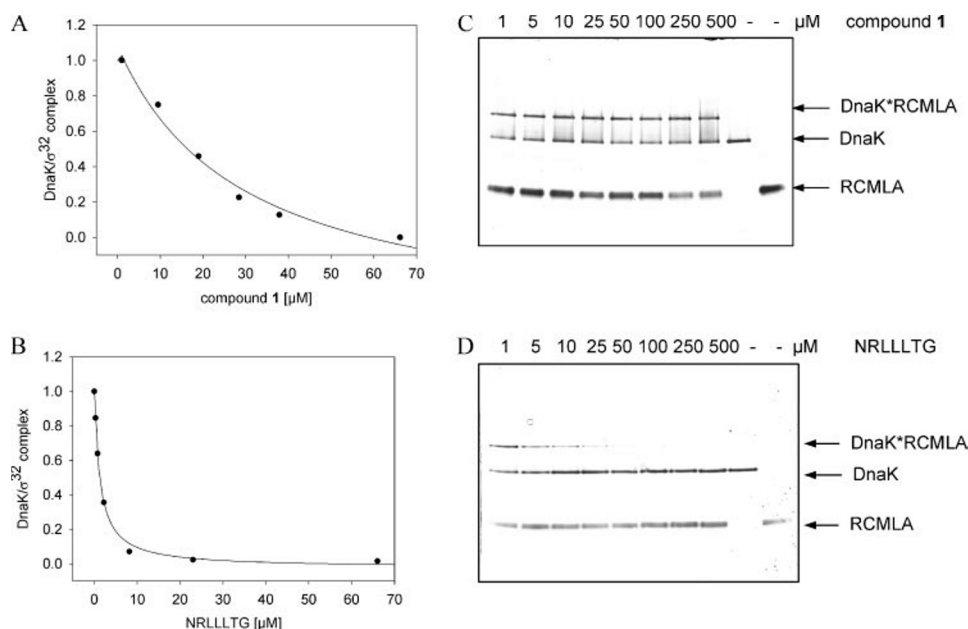 A
DnaK/σ32 complex
1.2
1.0
0.8
0.6
0.4
0.2
0.0
0 10 20 30 40 50 60 70
compound 1 [µM]
C
1 5 10 25 50 100 250 500 - - µM compound 1
DnaK*RCMLA
DnaK
RCMLA
B
DnaK/σ32 complex
1.2
1.0
0.8
0.6
0.4
0.2
0.0
0 10 20 30 40 50 60 70
NRLLLTG [µM]
D
1 5 10 25 50 100 250 500 - - µM NRLLLTG
DnaK*RCMLA
DnaK
RCMLA